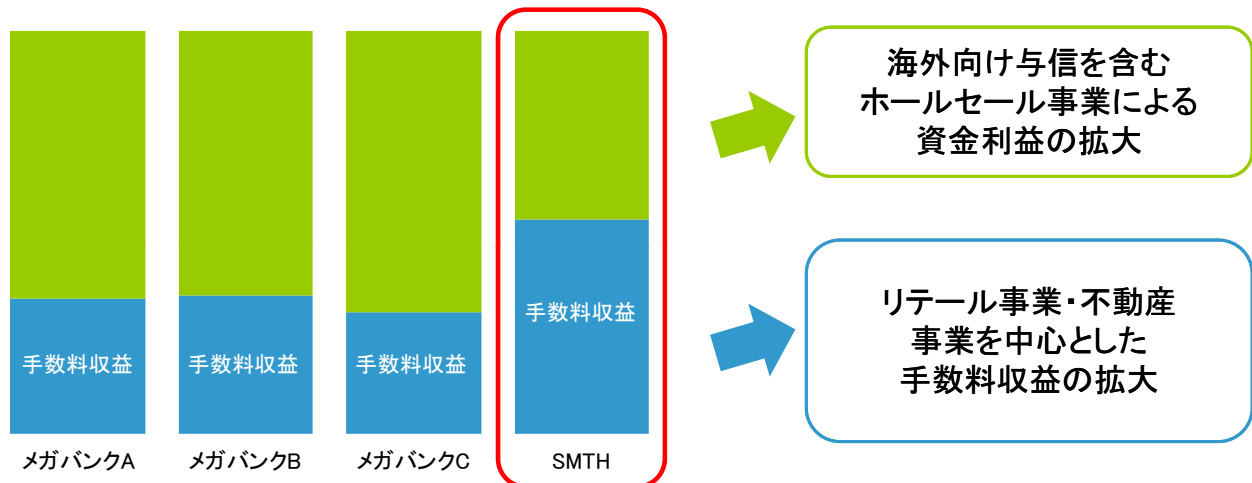 手数料収益
手数料収益
手数料収益
手数料収益
メガバンクA
メガバンクB
メガバンクC
SMTH
海外向け与信を含む
ホールセール事業による
資金利益の拡大
リテール事業・不動産
事業を中心とした
手数料収益の拡大